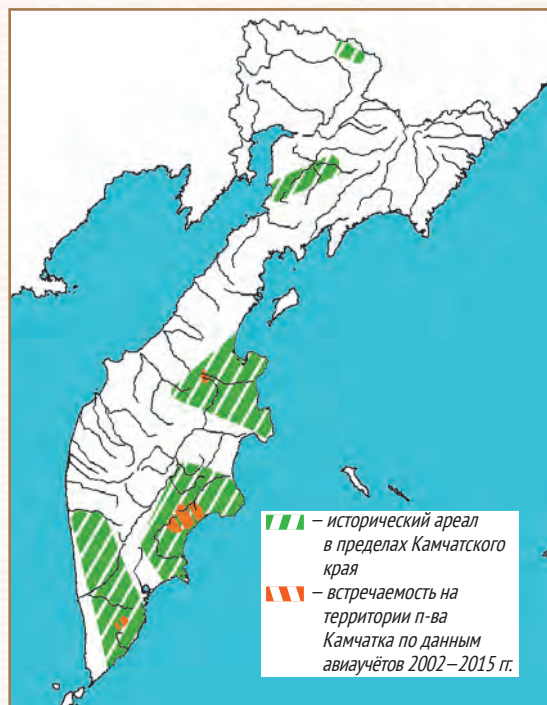 – исторический ареал
в пределах Камчатского
края
– встречаемость на
территории п-ва
Камчатка по данным
авиаучётов 2002–2015 гг.